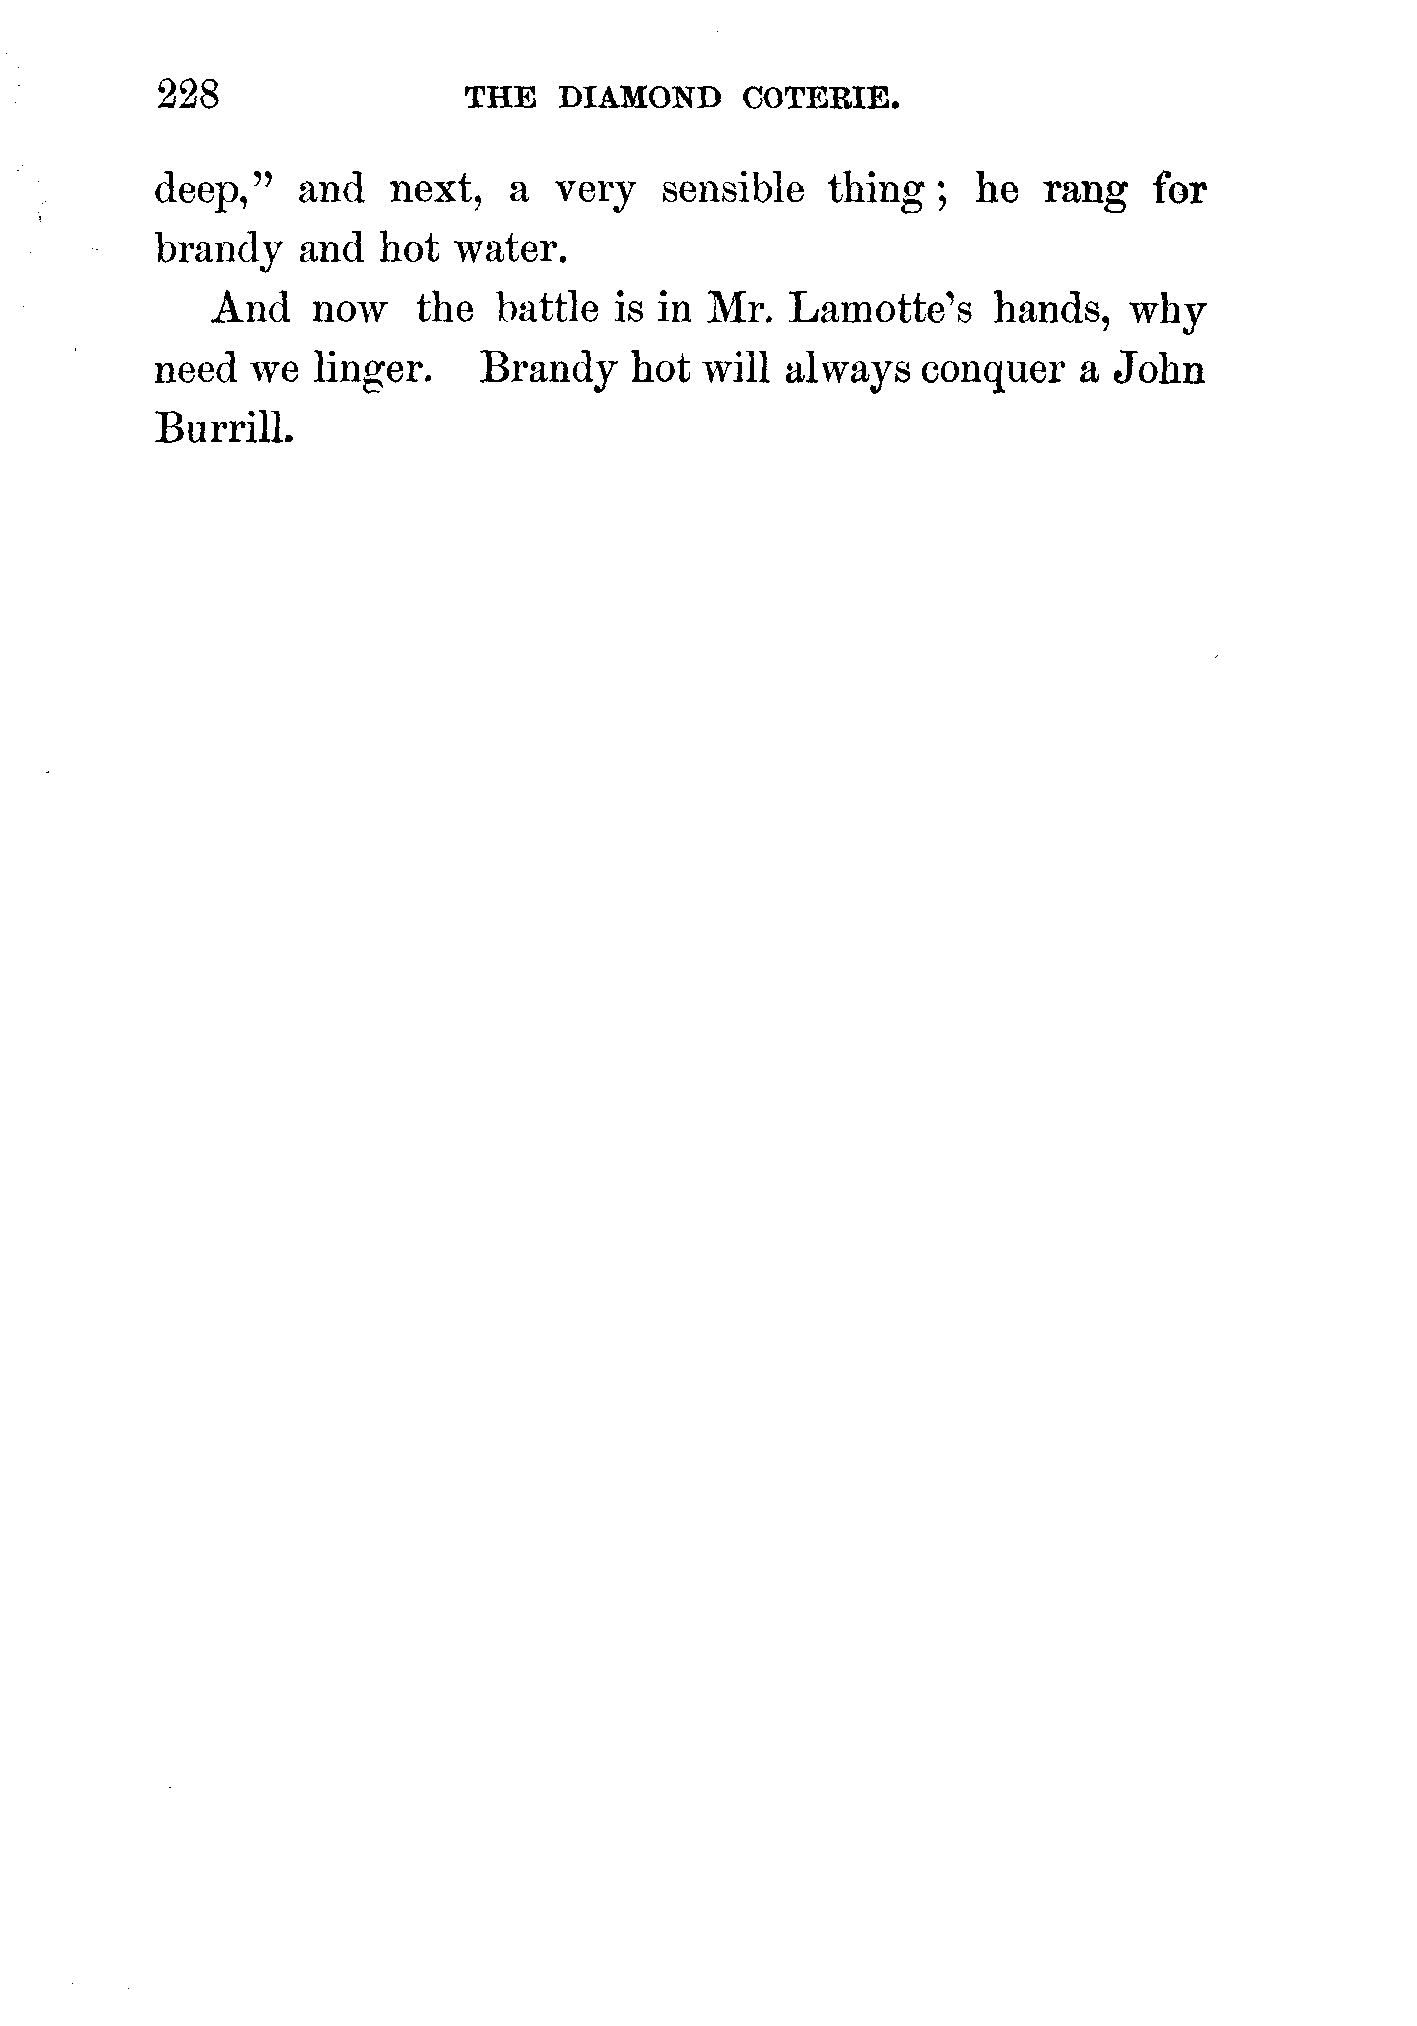 228 THE DIAMOND COTERIE.
deep,” and next, a very sensible thing ; he rang for
brandy and hot water.
And now the battle is in Mr. Lamotte’s hands, why
need we linger. Brandy hot will always conquer a John
Burrill.